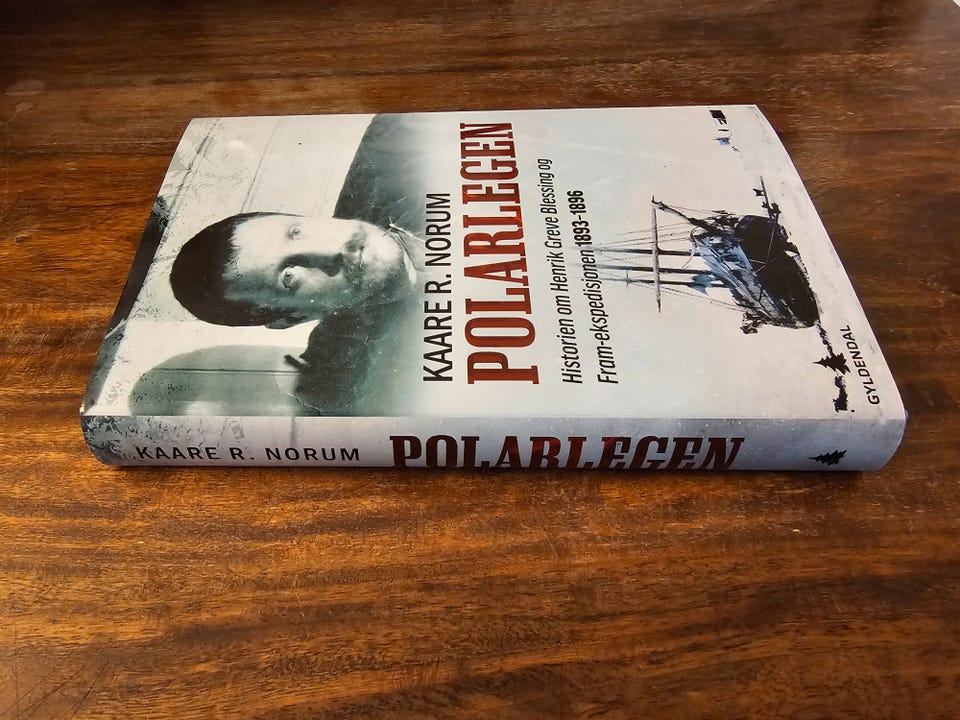 KAARE R. NORUM
POLARLEGEN
Historien om Henrik Greve Blessing og
Fram-ekspedisjonen 1893–1896
GYLDENDAL
KAARE R. NORUM
POLARLEGEN